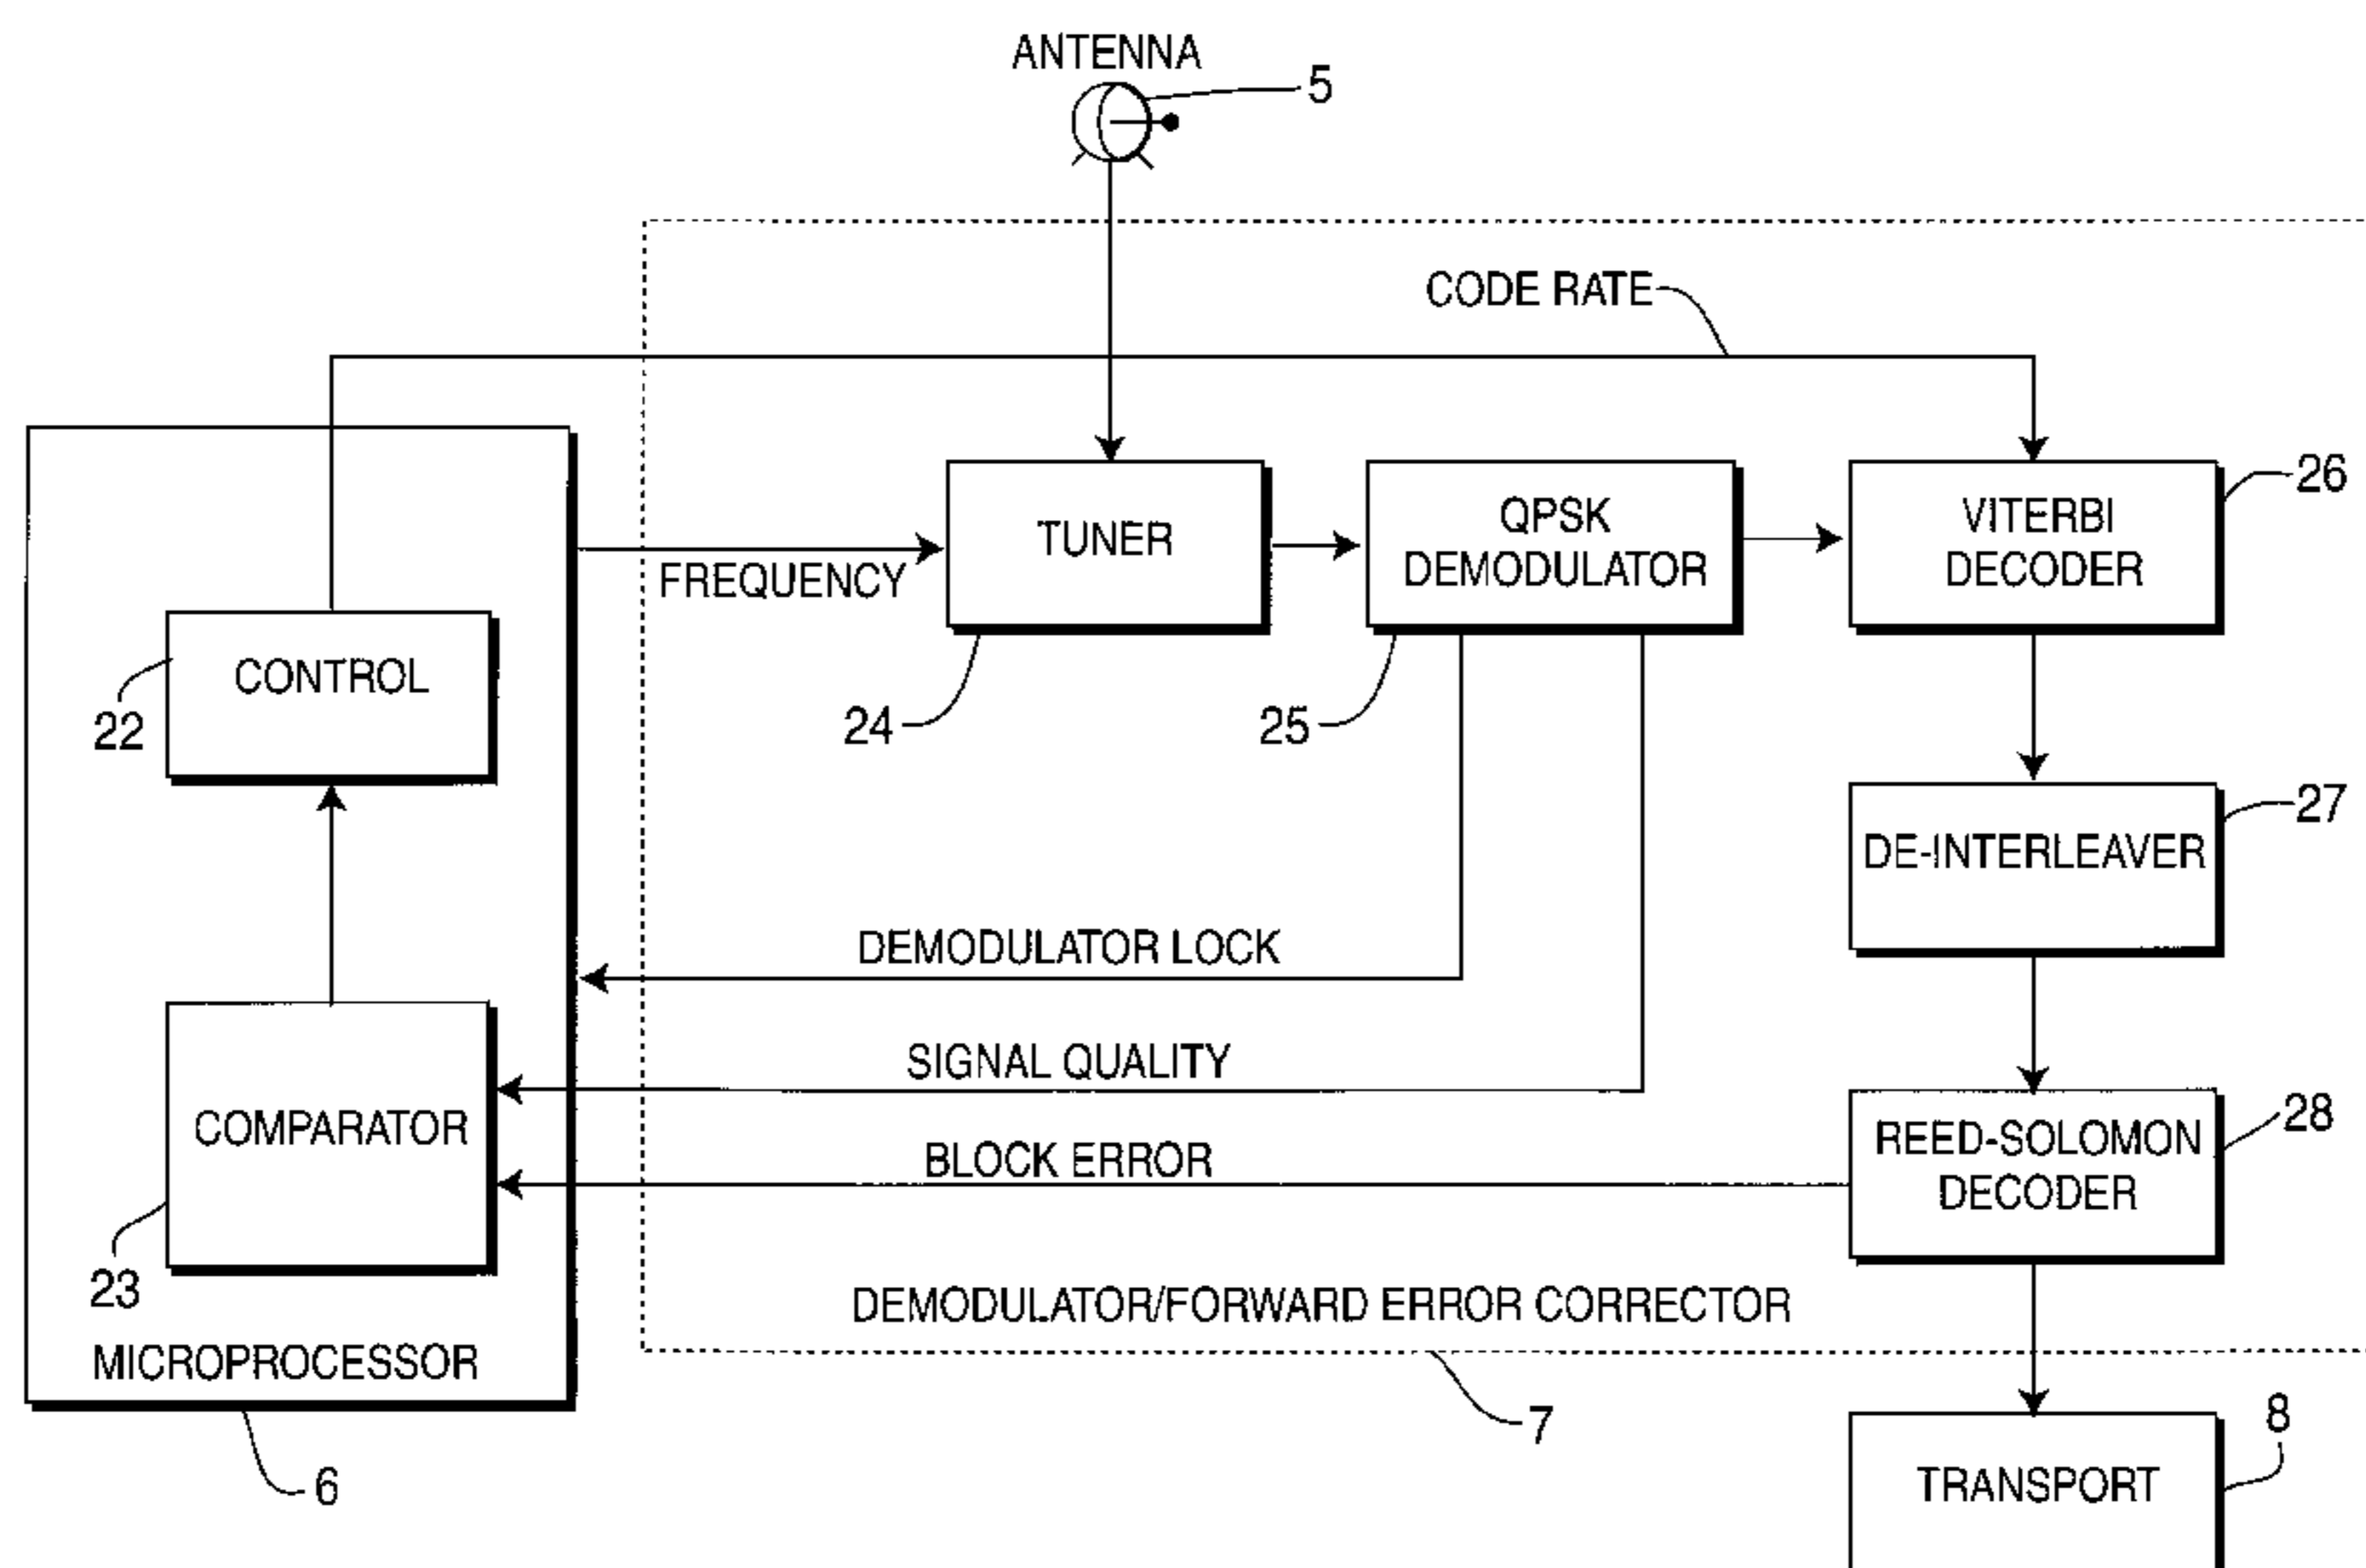 ANTENNA
5
CODE RATE
TUNER
QPSK
DEMODULATOR
VITERBI
DECODER
26
FREQUENCY
CONTROL
22
24
25
DE-INTERLEAVER
27
DEMODULATOR LOCK
SIGNAL QUALITY
COMPARATOR
BLOCK ERROR
REED-SOLOMON
DECODER
28
23
DEMODULATOR/FORWARD ERROR CORRECTOR
MICROPROCESSOR
7
8
6
TRANSPORT